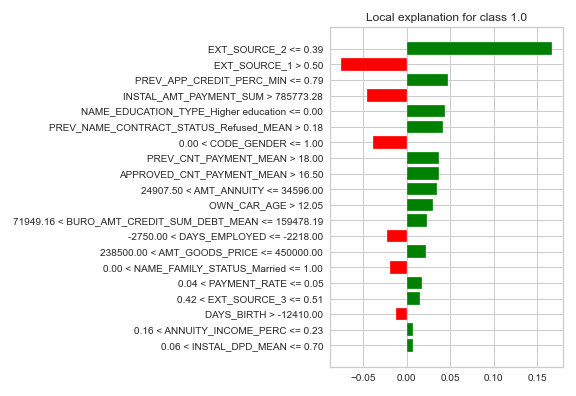 Local explanation for class 1.0
EXT_SOURCE_2 <= 0.39
EXT_SOURCE_1 > 0.50
PREV_APP_CREDIT_PERC_MIN <= 0.79
INSTAL_AMT_PAYMENT_SUM > 785773.28
NAME_EDUCATION_TYPE_Higher education <= 0.00
PREV_NAME_CONTRACT_STATUS_Refused_MEAN > 0.18
0.00 < CODE_GENDER <= 1.00
PREV_CNT_PAYMENT_MEAN > 18.00
APPROVED_CNT_PAYMENT_MEAN > 16.50
24907.50 < AMT_ANNUITY <= 34596.00
OWN_CAR_AGE > 12.05
71949.16 < BURO_AMT_CREDIT_SUM_DEBT_MEAN <= 159478.19
-2750.00 < DAYS_EMPLOYED <= -2218.00
238500.00 < AMT_GOODS_PRICE <= 450000.00
0.00 < NAME_FAMILY_STATUS_Married <= 1.00
0.04 < PAYMENT_RATE <= 0.05
0.42 < EXT_SOURCE_3 <= 0.51
DAYS_BIRTH > -12410.00
0.16 < ANNUITY_INCOME_PERC <= 0.23
0.06 < INSTAL_DPD_MEAN <= 0.70
−0.05 0.00 0.05 0.10 0.15